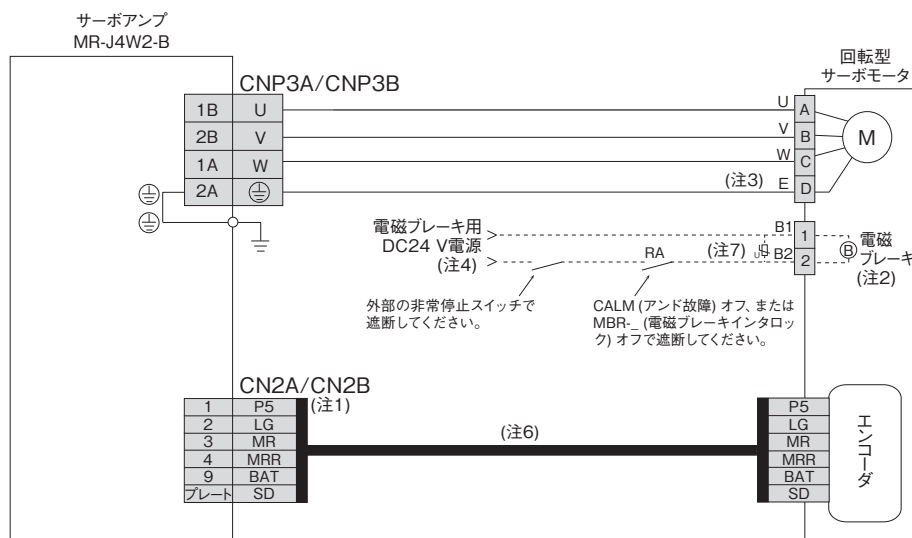 サーボアンプ
MR-J4W2-B
回転型
サーボモータ
CNP3A/CNP3B
1B U
2B V
1A W
2A
U A
V B
W C
(注3) E D
M
電磁ブレーキ用
DC24 V電源
(注4)
RA
(注7)
U
B1 1
B2 2
B
電磁
ブレーキ
(注2)
外部の非常停止スイッチで
遮断してください。
CALM (アンド故障) オフ、または
MBR-_ (電磁ブレーキインタロッ
ク) オフで遮断してください。
CN2A/CN2B
(注1)
1 P5
2 LG
3 MR
4 MRR
9 BAT
プレート SD
(注6)
P5
LG
MR
MRR
BAT
SD
エンコーダ